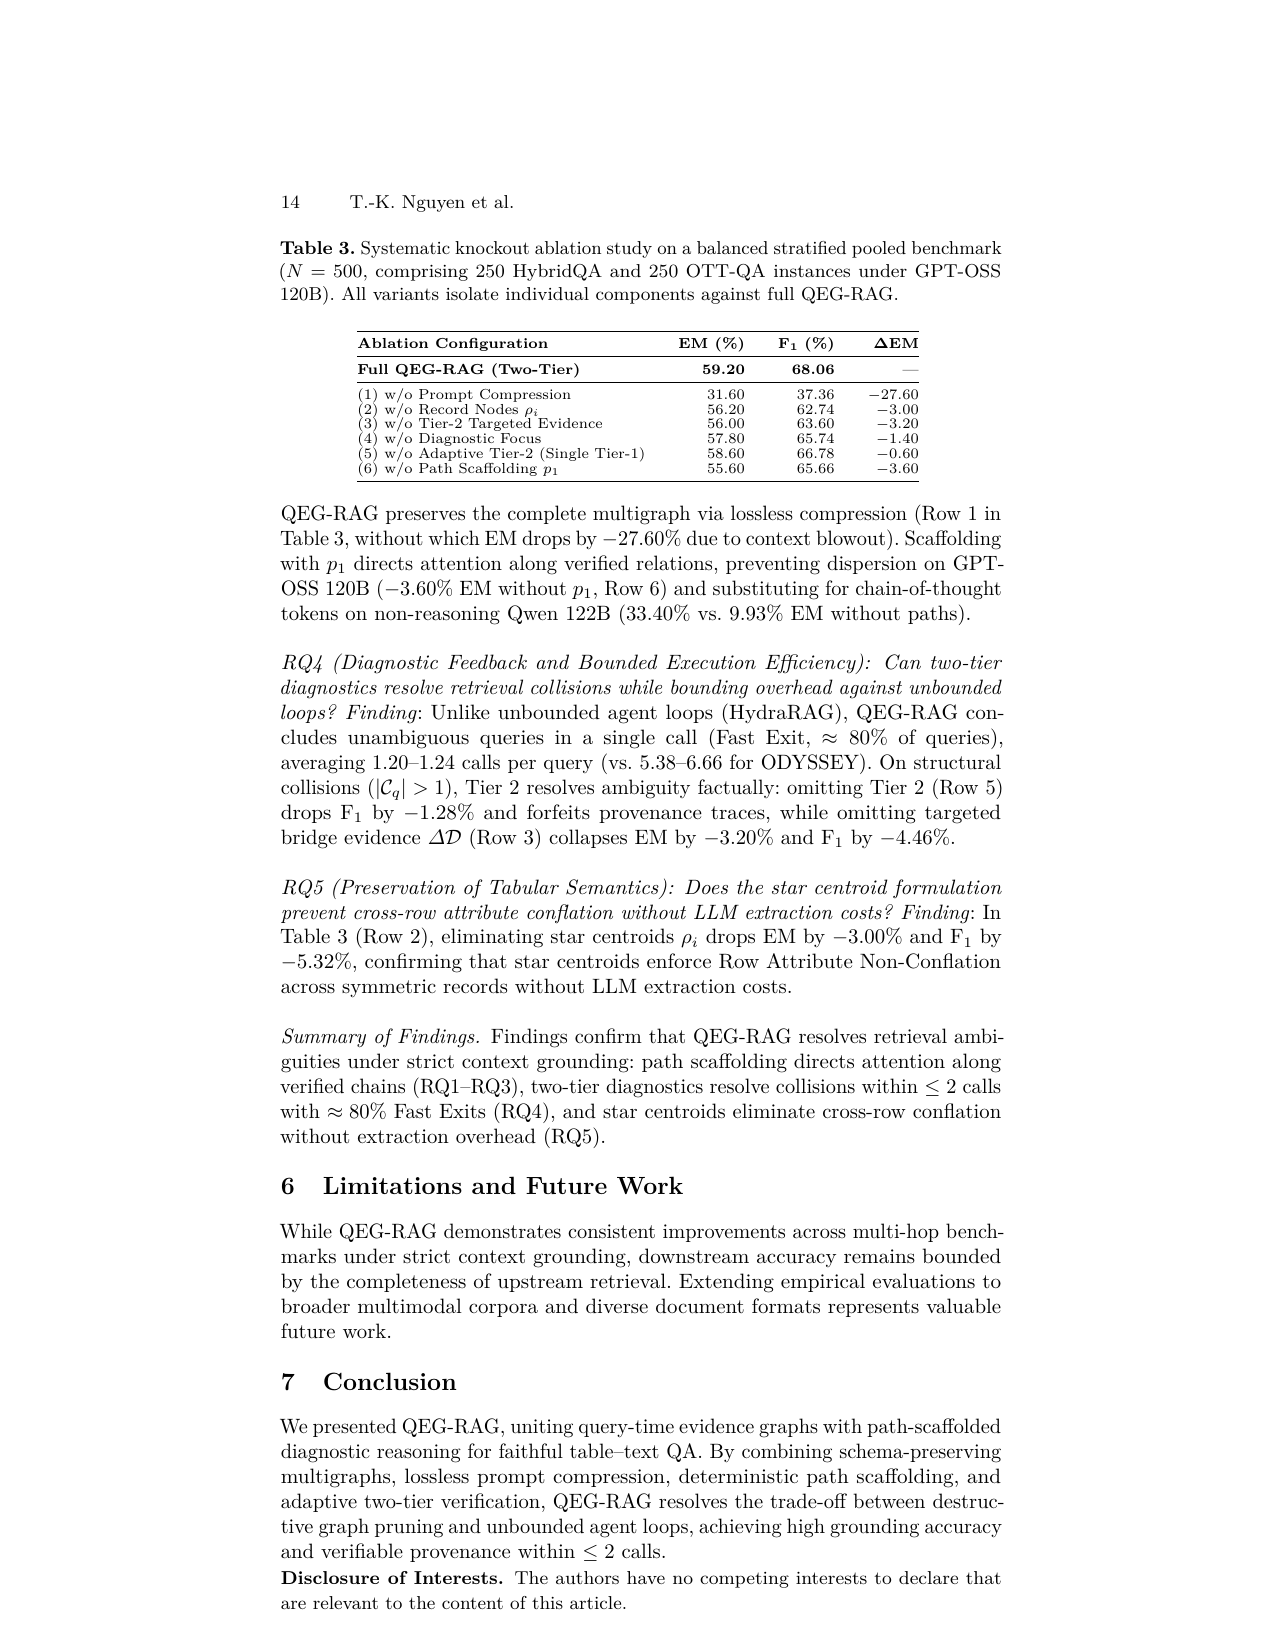 14 T.-K. Nguyen et al.
Table 3. Systematic knockout ablation study on a balanced stratified pooled benchmark
(N = 500, comprising 250 HybridQA and 250 OTT-QA instances under GPT-OSS
120B). All variants isolate individual components against full QEG-RAG.
Ablation Configuration EM (%) F₁ (%) ΔEM
Full QEG-RAG (Two-Tier) 59.20 68.06 —
(1) w/o Prompt Compression 31.60 37.36 −27.60
(2) w/o Record Nodes ρᵢ 56.20 62.74 −3.00
(3) w/o Tier-2 Targeted Evidence 56.00 63.60 −3.20
(4) w/o Diagnostic Focus 57.80 65.74 −1.40
(5) w/o Adaptive Tier-2 (Single Tier-1) 58.60 66.78 −0.60
(6) w/o Path Scaffolding p₁ 55.60 65.66 −3.60
QEG-RAG preserves the complete multigraph via lossless compression (Row 1 in
Table 3, without which EM drops by −27.60% due to context blowout). Scaffolding
with p₁ directs attention along verified relations, preventing dispersion on GPT-
OSS 120B (−3.60% EM without p₁, Row 6) and substituting for chain-of-thought
tokens on non-reasoning Qwen 122B (33.40% vs. 9.93% EM without paths).
RQ4 (Diagnostic Feedback and Bounded Execution Efficiency): Can two-tier
diagnostics resolve retrieval collisions while bounding overhead against unbounded
loops? Finding: Unlike unbounded agent loops (HydraRAG), QEG-RAG con-
cludes unambiguous queries in a single call (Fast Exit, ≈ 80% of queries),
averaging 1.20–1.24 calls per query (vs. 5.38–6.66 for ODYSSEY). On structural
collisions (|𝒞_q| > 1), Tier 2 resolves ambiguity factually: omitting Tier 2 (Row 5)
drops F₁ by −1.28% and forfeits provenance traces, while omitting targeted
bridge evidence Δ𝒟 (Row 3) collapses EM by −3.20% and F₁ by −4.46%.
RQ5 (Preservation of Tabular Semantics): Does the star centroid formulation
prevent cross-row attribute conflation without LLM extraction costs? Finding: In
Table 3 (Row 2), eliminating star centroids ρᵢ drops EM by −3.00% and F₁ by
−5.32%, confirming that star centroids enforce Row Attribute Non-Conflation
across symmetric records without LLM extraction costs.
Summary of Findings. Findings confirm that QEG-RAG resolves retrieval ambi-
guities under strict context grounding: path scaffolding directs attention along
verified chains (RQ1–RQ3), two-tier diagnostics resolve collisions within ≤ 2 calls
with ≈ 80% Fast Exits (RQ4), and star centroids eliminate cross-row conflation
without extraction overhead (RQ5).
6 Limitations and Future Work
While QEG-RAG demonstrates consistent improvements across multi-hop bench-
marks under strict context grounding, downstream accuracy remains bounded
by the completeness of upstream retrieval. Extending empirical evaluations to
broader multimodal corpora and diverse document formats represents valuable
future work.
7 Conclusion
We presented QEG-RAG, uniting query-time evidence graphs with path-scaffolded
diagnostic reasoning for faithful table–text QA. By combining schema-preserving
multigraphs, lossless prompt compression, deterministic path scaffolding, and
adaptive two-tier verification, QEG-RAG resolves the trade-off between destruc-
tive graph pruning and unbounded agent loops, achieving high grounding accuracy
and verifiable provenance within ≤ 2 calls.
Disclosure of Interests. The authors have no competing interests to declare that
are relevant to the content of this article.